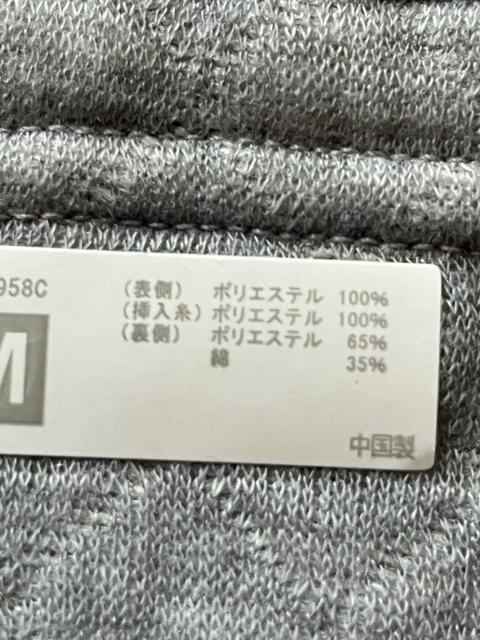 958C
(表側) ポリエステル 100%
(挿入糸) ポリエステル 100%
(裏側) ポリエステル 65%
綿 35%
M
中国製